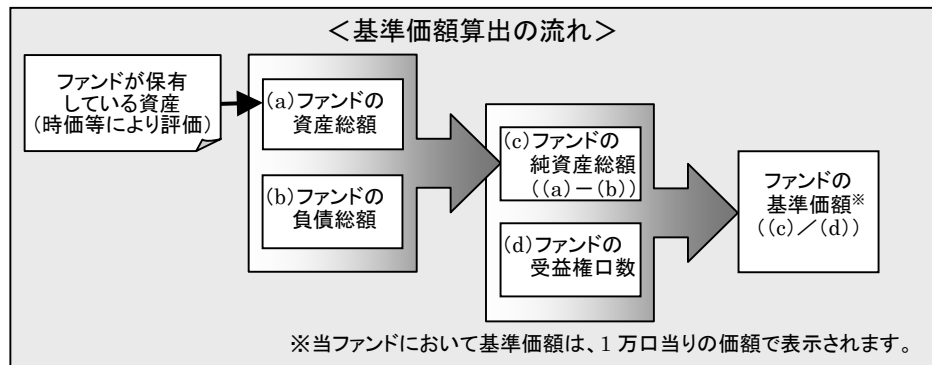 ＜基準価額算出の流れ＞
ファンドが保有
している資産
(時価等により評価)
(a)ファンドの
資産総額
(b)ファンドの
負債総額
(c)ファンドの
純資産総額
((a)－(b))
(d)ファンドの
受益権口数
ファンドの
基準価額※
((c)／(d))
※当ファンドにおいて基準価額は、1 万口当りの価額で表示されます。